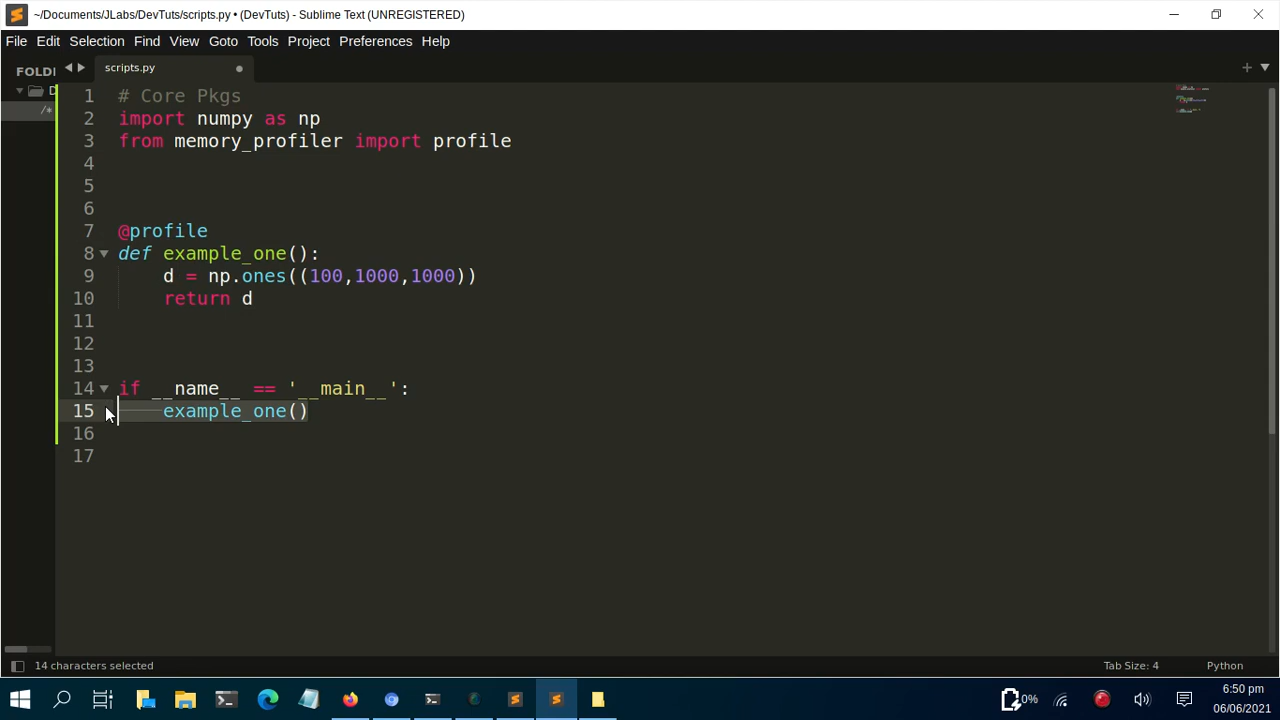 ~/Documents/JLabs/DevTuts/scripts.py • (DevTuts) - Sublime Text (UNREGISTERED)
File Edit Selection Find View Goto Tools Project Preferences Help
FOLDI
scripts.py
D
/*
1 # Core Pkgs
2 import numpy as np
3 from memory_profiler import profile
4
5
6
7 @profile
8 def example_one():
9 d = np.ones((100,1000,1000))
10 return d
11
12
13
14 if __name__ == '__main__':
15 example_one()
16
17
14 characters selected
Tab Size: 4
Python
0%
6:50 pm
06/06/2021